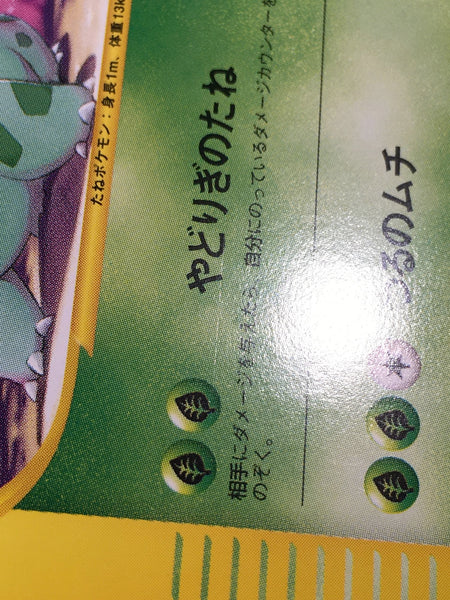 たねポケモン：身長1m、体重13k
やどりぎのたね
相手にダメージを与えたら、自分にのっているダメージカウンターを
のぞく。
るのムチ